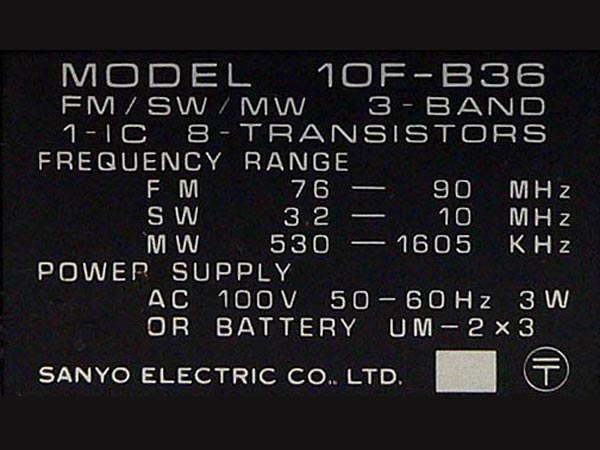 MODEL 10F-B36
FM/SW/MW 3-BAND
1-IC 8-TRANSISTORS
FREQUENCY RANGE
FM 76 — 90 MHz
SW 3.2 — 10 MHz
MW 530 — 1605 KHz
POWER SUPPLY
AC 100V 50-60Hz 3W
OR BATTERY UM-2×3
SANYO ELECTRIC CO., LTD. 〒